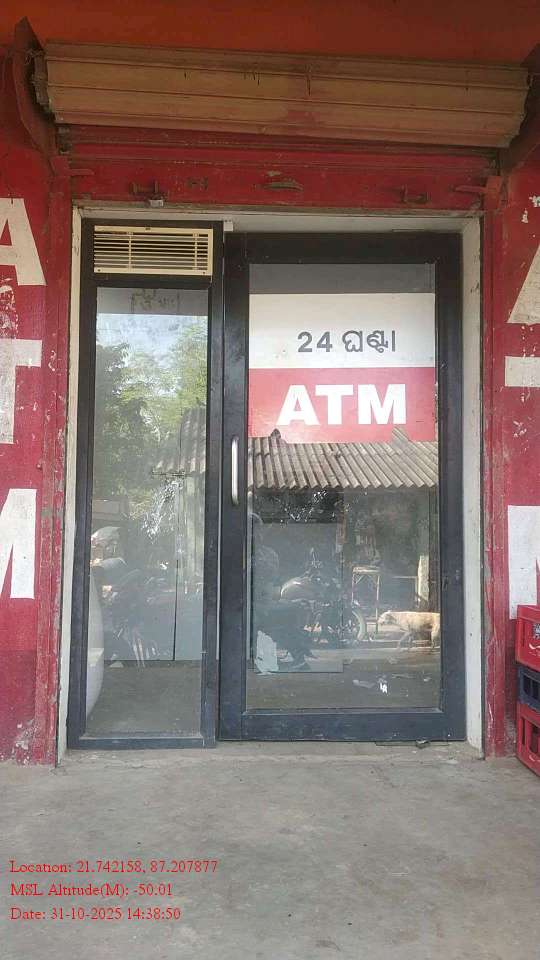 ATM
24 ଘଣ୍ଟା
ATM
Location: 21.742158, 87.207877
MSL Altitude(M): -50.01
Date: 31-10-2025 14:38:50